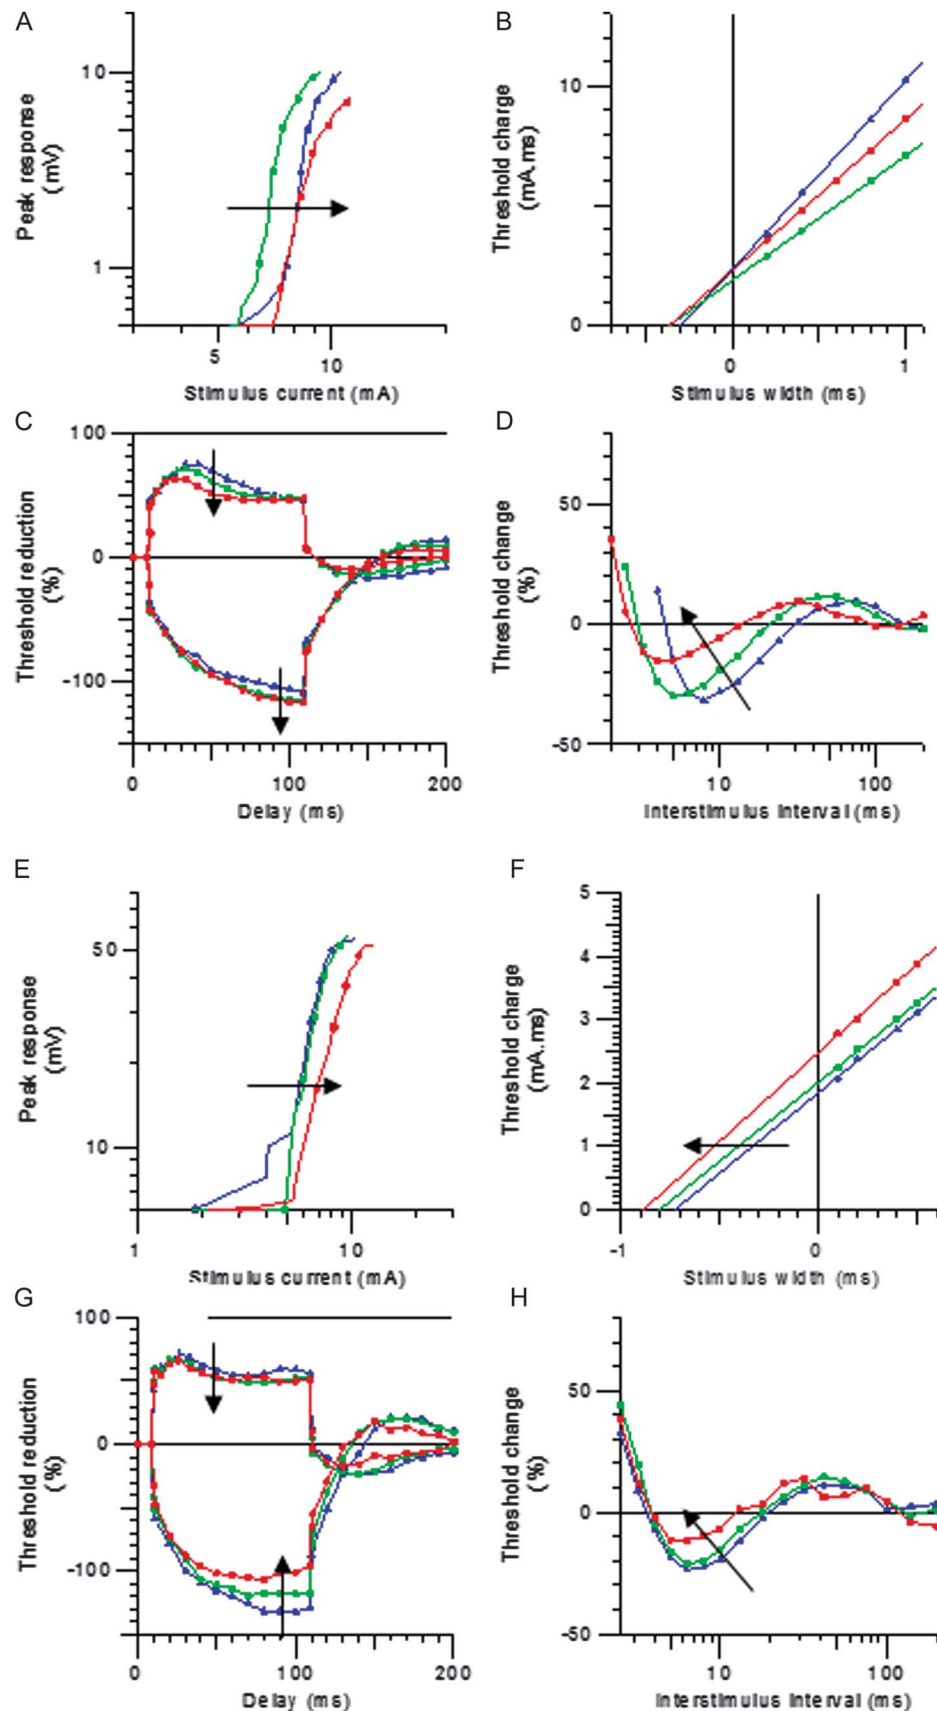 A
B
10
1
Peak response
(mV)
5
10
Stimulus current (mA)
10
0
Threshold charge
(mA.ms)
0
1
Stimulus width (ms)
C
D
100
0
-100
Threshold reduction
(%)
0
100
200
Delay (ms)
50
0
-50
Threshold change
(%)
10
100
Interstimulus interval (ms)
E
F
50
10
Peak response
(mV)
1
10
Stimulus current (mA)
5
4
3
2
1
0
Threshold charge
(mA.ms)
-1
0
Stimulus width (ms)
G
H
100
0
-100
Threshold reduction
(%)
0
100
200
Delay (ms)
50
0
-50
Threshold change
(%)
10
100
Interstimulus interval (ms)